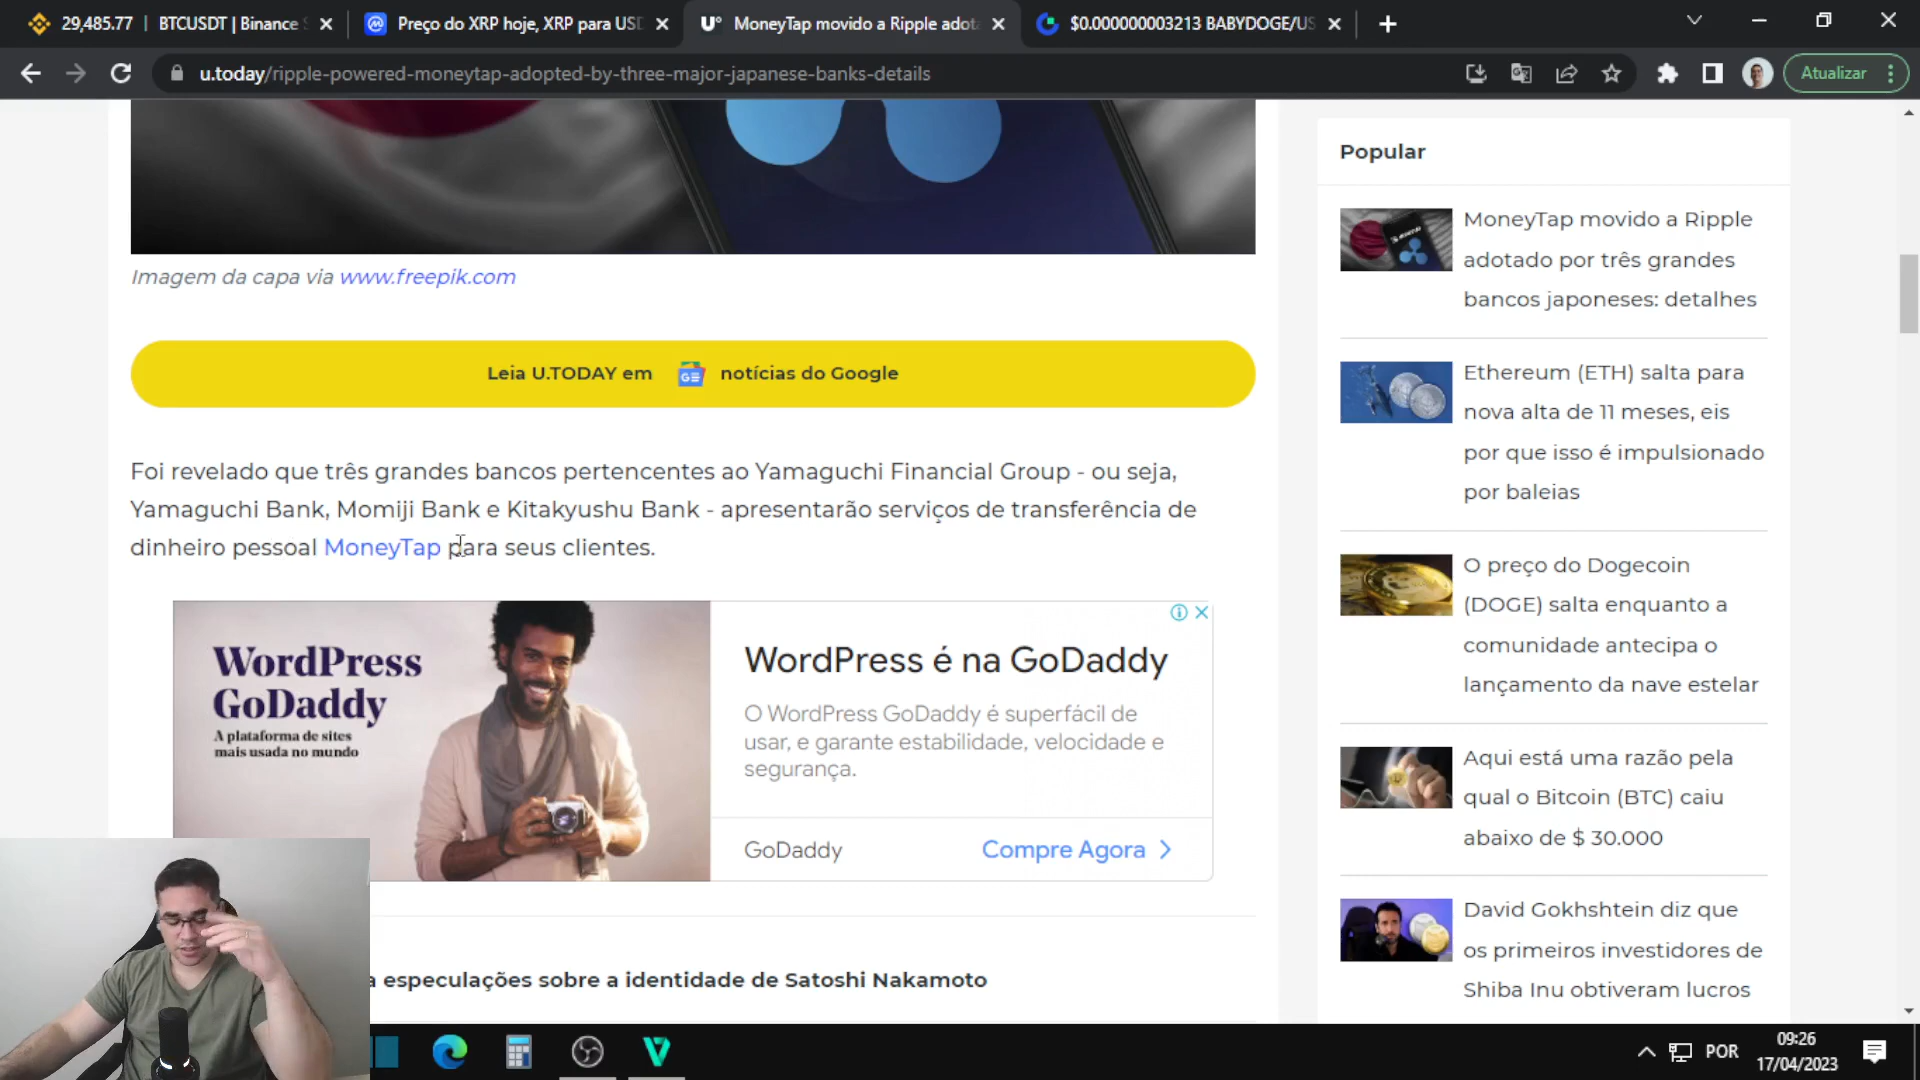 29,485.77 | BTCUSDT | Binance
Preço do XRP hoje, XRP para USD
U° MoneyTap movido a Ripple adot
$0.000000003213 BABYDOGE/US
u.today/ripple-powered-moneytap-adopted-by-three-major-japanese-banks-details
Atualizar
Imagem da capa via www.freepik.com
Leia U.TODAY em GE notícias do Google
Foi revelado que três grandes bancos pertencentes ao Yamaguchi Financial Group - ou seja,
Yamaguchi Bank, Momiji Bank e Kitakyushu Bank - apresentarão serviços de transferência de
dinheiro pessoal MoneyTap para seus clientes.
WordPress
GoDaddy
A plataforma de sites
mais usada no mundo
WordPress é na GoDaddy
O WordPress GoDaddy é superfácil de
usar, e garante estabilidade, velocidade e
segurança.
GoDaddy
Compre Agora
a especulações sobre a identidade de Satoshi Nakamoto
Popular
MoneyTap movido a Ripple
adotado por três grandes
bancos japoneses: detalhes
Ethereum (ETH) salta para
nova alta de 11 meses, eis
por que isso é impulsionado
por baleias
O preço do Dogecoin
(DOGE) salta enquanto a
comunidade antecipa o
lançamento da nave estelar
Aqui está uma razão pela
qual o Bitcoin (BTC) caiu
abaixo de $ 30.000
David Gokhshtein diz que
os primeiros investidores de
Shiba Inu obtiveram lucros
POR
09:26
17/04/2023